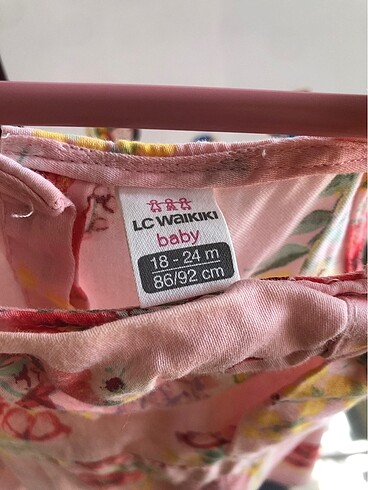 LC WAIKIKI
baby
18 - 24 m
86/92 cm